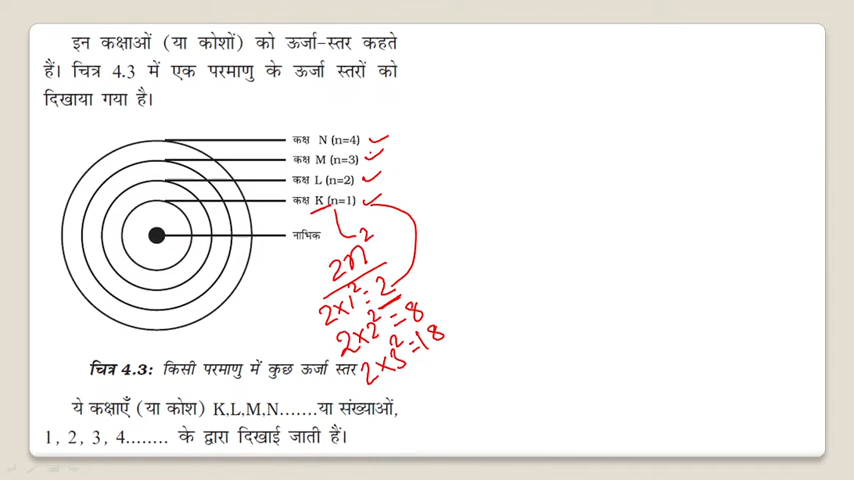 इन कक्षाओं (या कोशों) को ऊर्जा-स्तर कहते
हैं। चित्र 4.3 में एक परमाणु के ऊर्जा स्तरों को
दिखाया गया है।
कक्ष N (n=4)
कक्ष M (n=3)
कक्ष L (n=2)
कक्ष K (n=1)
नाभिक
2n²
2×1²=2
2×2²=8
2×3²=18
चित्र 4.3: किसी परमाणु में कुछ ऊर्जा स्तर
ये कक्षाएँ (या कोश) K,L,M,N.......या संख्याओं,
1, 2, 3, 4........ के द्वारा दिखाई जाती हैं।